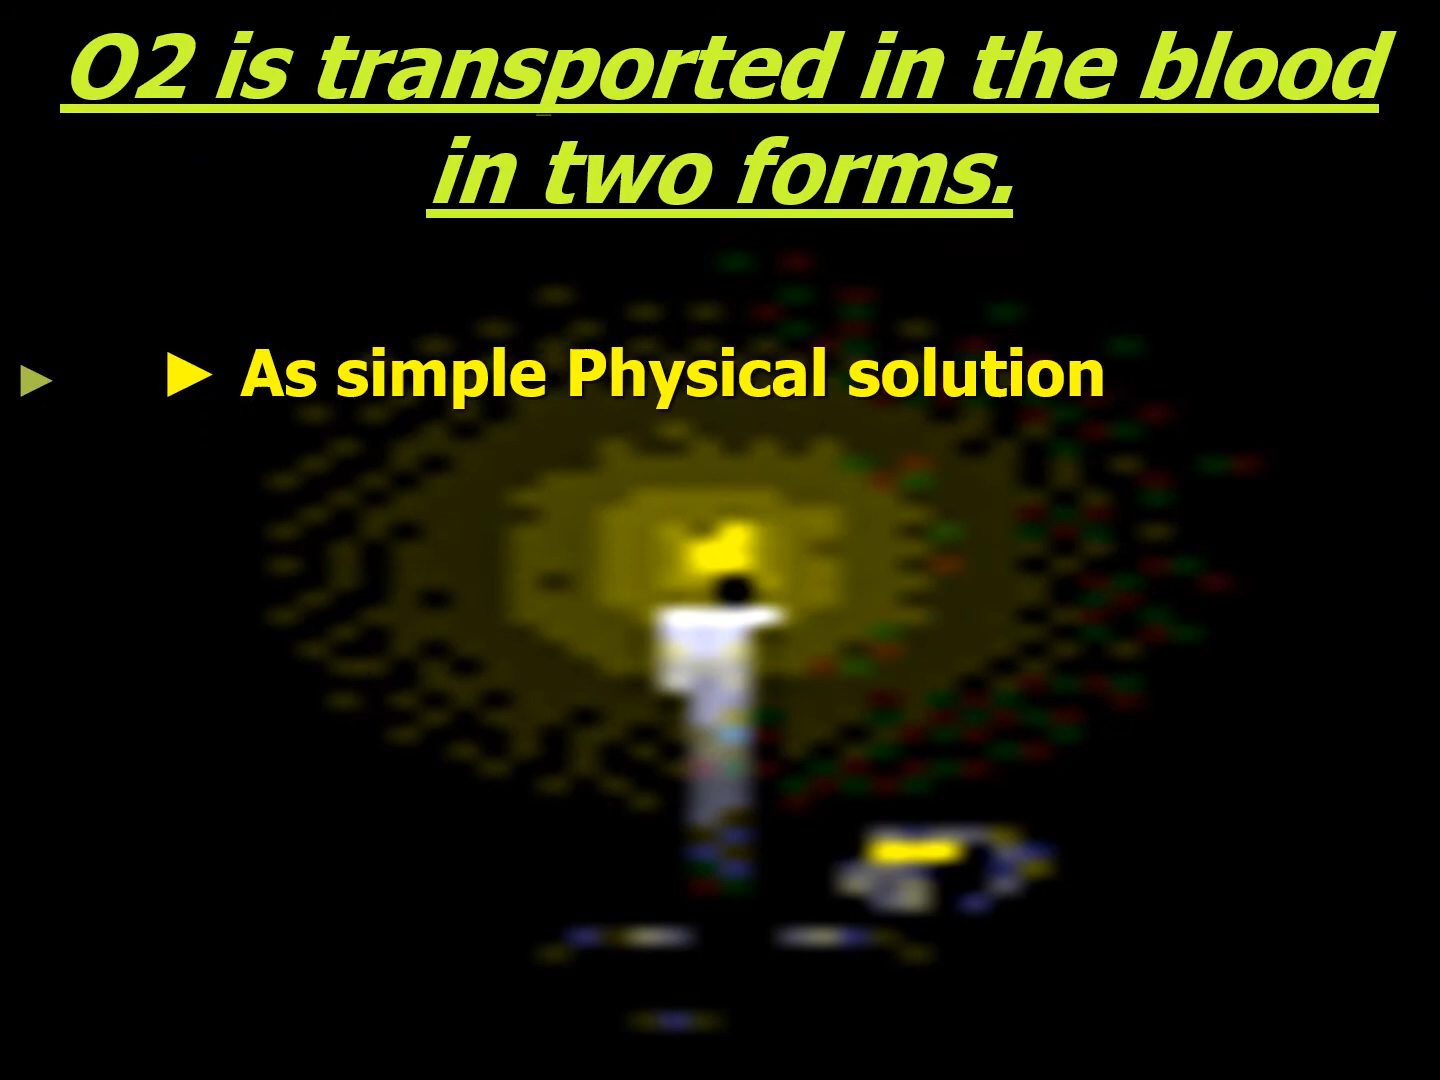 O2 is transported in the blood
in two forms.
► ► As simple Physical solution